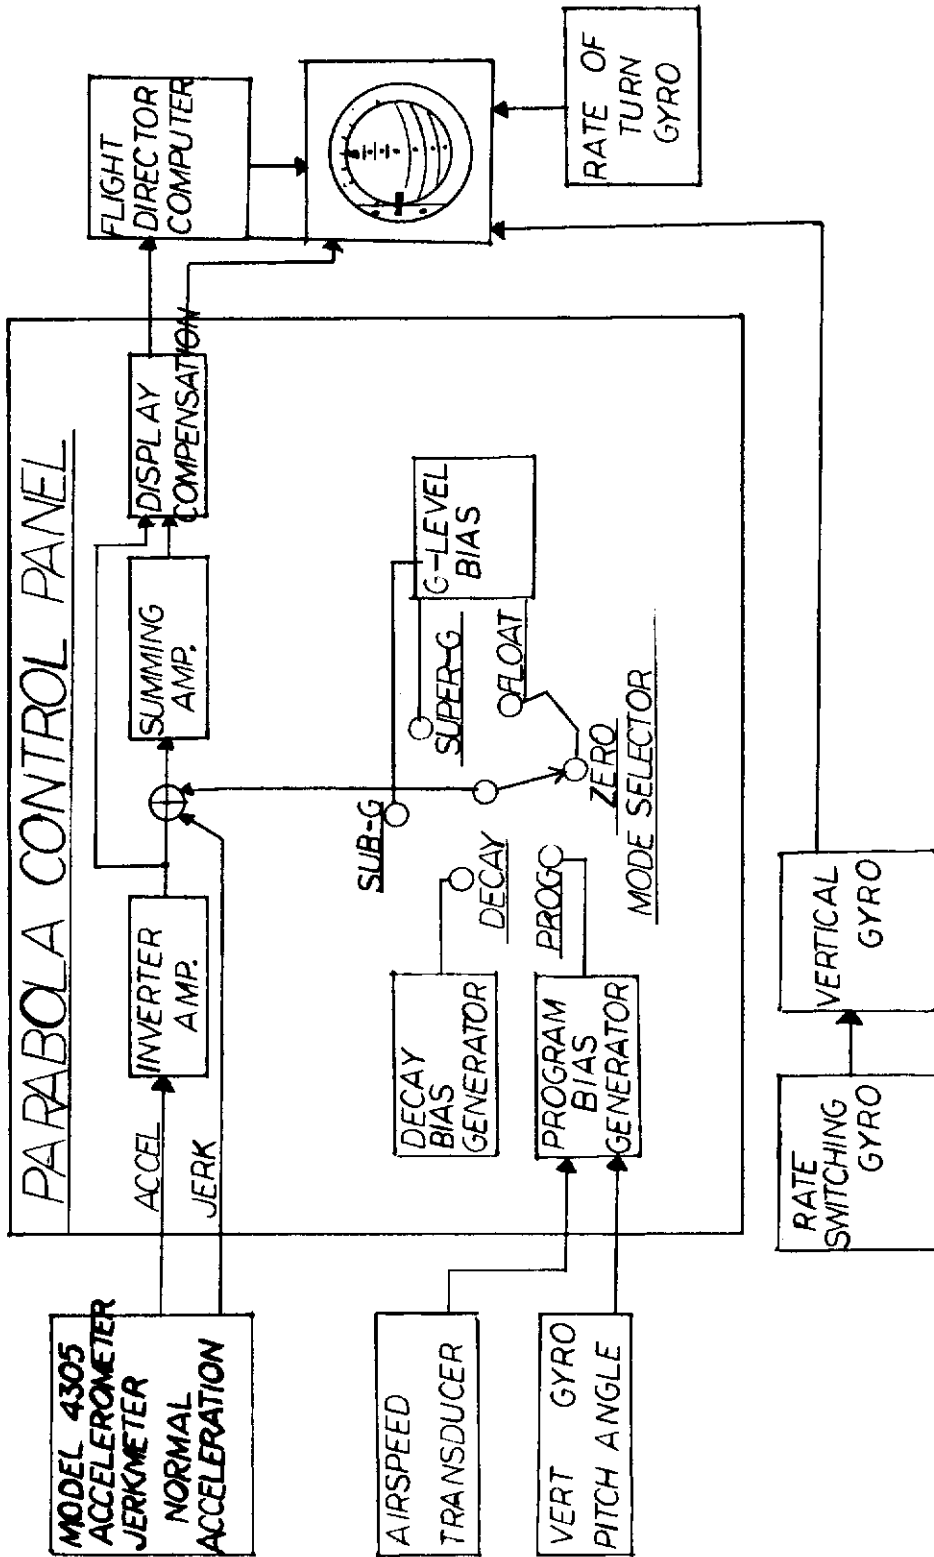 PARABOLA CONTROL PANEL
MODEL 4305
ACCELEROMETER
JERKMETER
NORMAL
ACCELERATION
ACCEL
JERK
INVERTER
AMP.
SUMMING
AMP.
DISPLAY
COMPENSATION
FLIGHT
DIRECTOR
COMPUTER
SUB-G
SUPER-G
G-LEVEL
BIAS
DECAY
BIAS
GENERATOR
DECAY
FLOAT
PROG
ZERO
MODE SELECTOR
AIRSPEED
TRANSDUCER
PROGRAM
BIAS
GENERATOR
VERT GYRO
PITCH ANGLE
RATE OF
TURN
GYRO
RATE
SWITCHING
GYRO
VERTICAL
GYRO